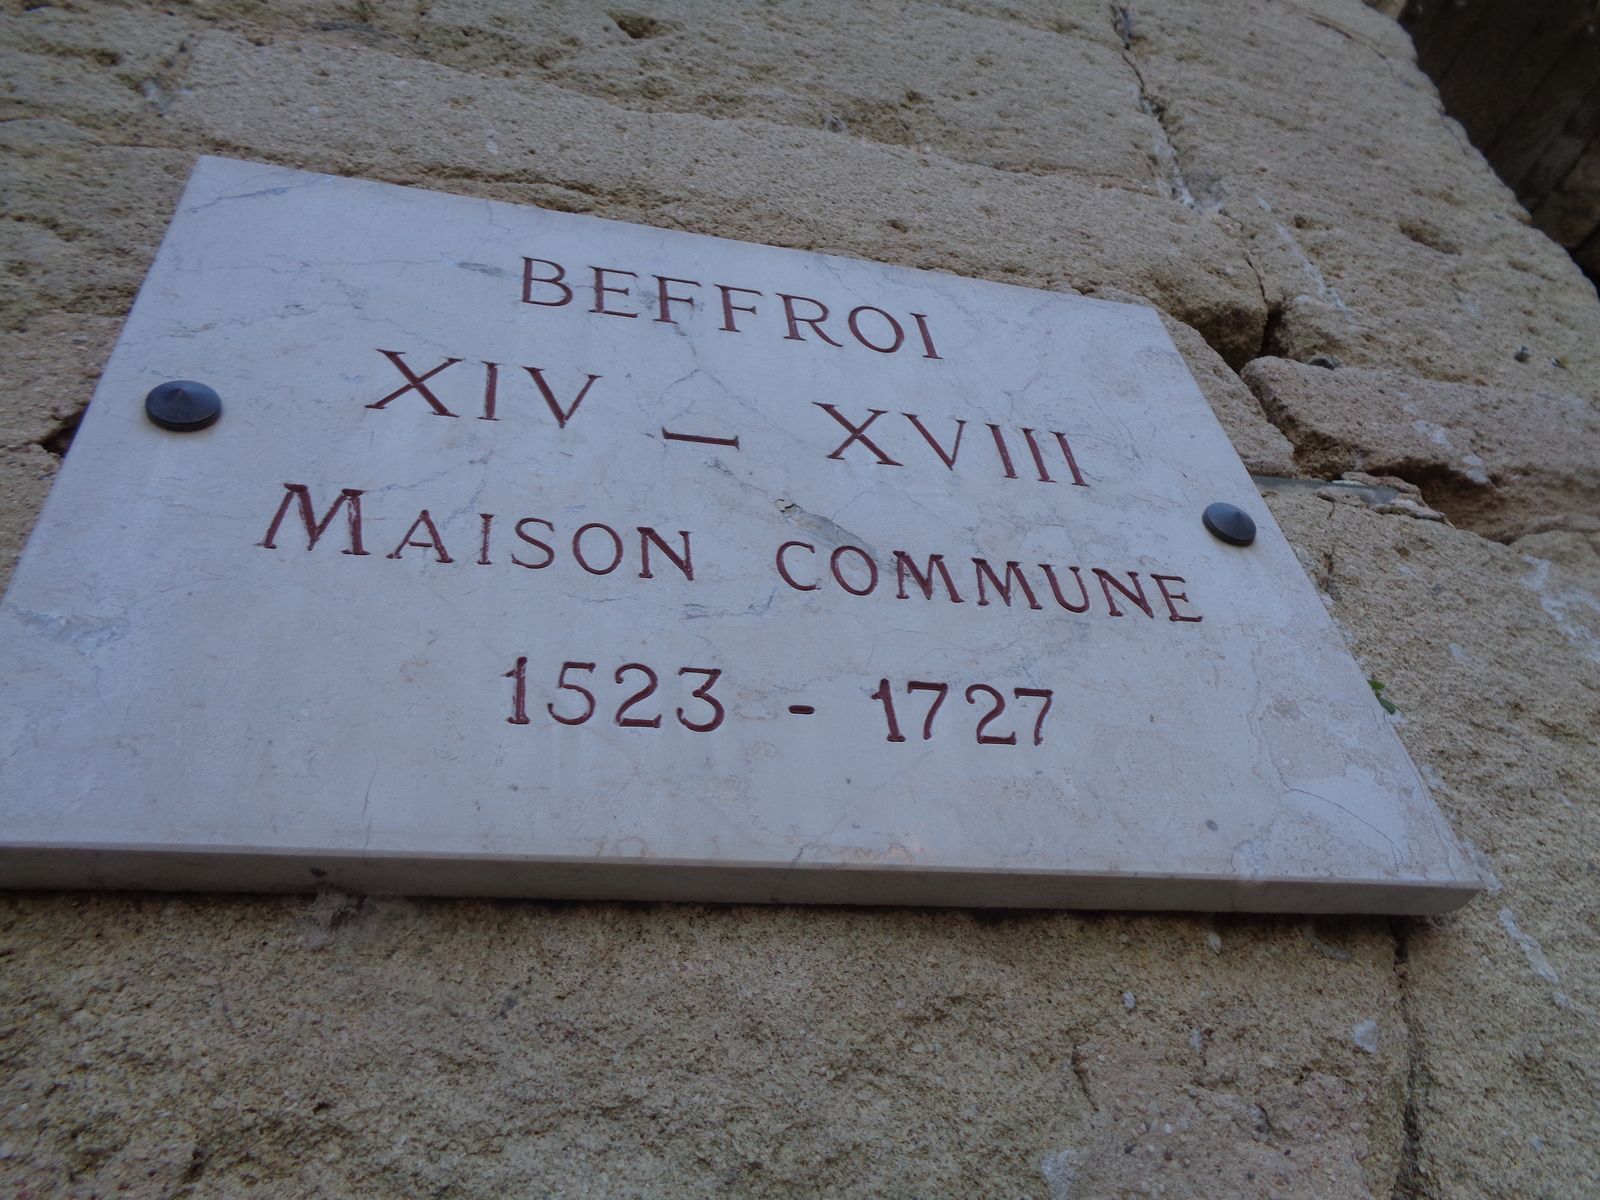 BEFFROI
XIV — XVIII
MAISON COMMUNE
1523 - 1727